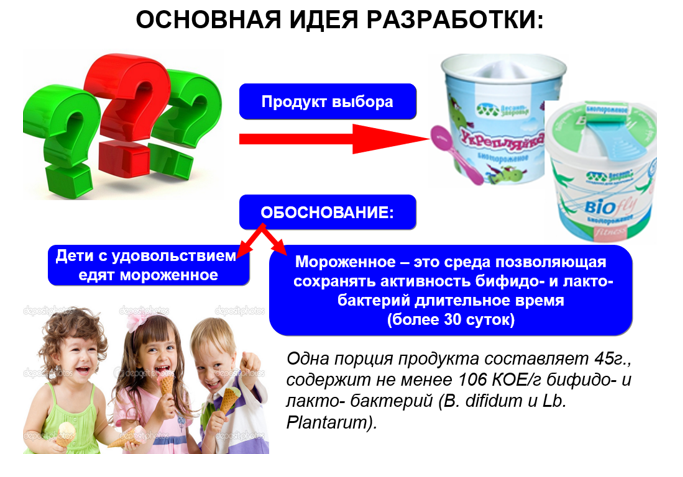 ОСНОВНАЯ ИДЕЯ РАЗРАБОТКИ:
Продукт выбора
Укрепляйка
биомороженое
BIO fly
биомороженое
fitness
ОБОСНОВАНИЕ:
Дети с удовольствием
едят мороженное
Мороженное – это среда позволяющая
сохранять активность бифидо- и лакто-
бактерий длительное время
(более 30 суток)
depositphotos
Одна порция продукта составляет 45г.,
содержит не менее 106 КОЕ/г бифидо- и
лакто- бактерий (B. difidum и Lb.
Plantarum).